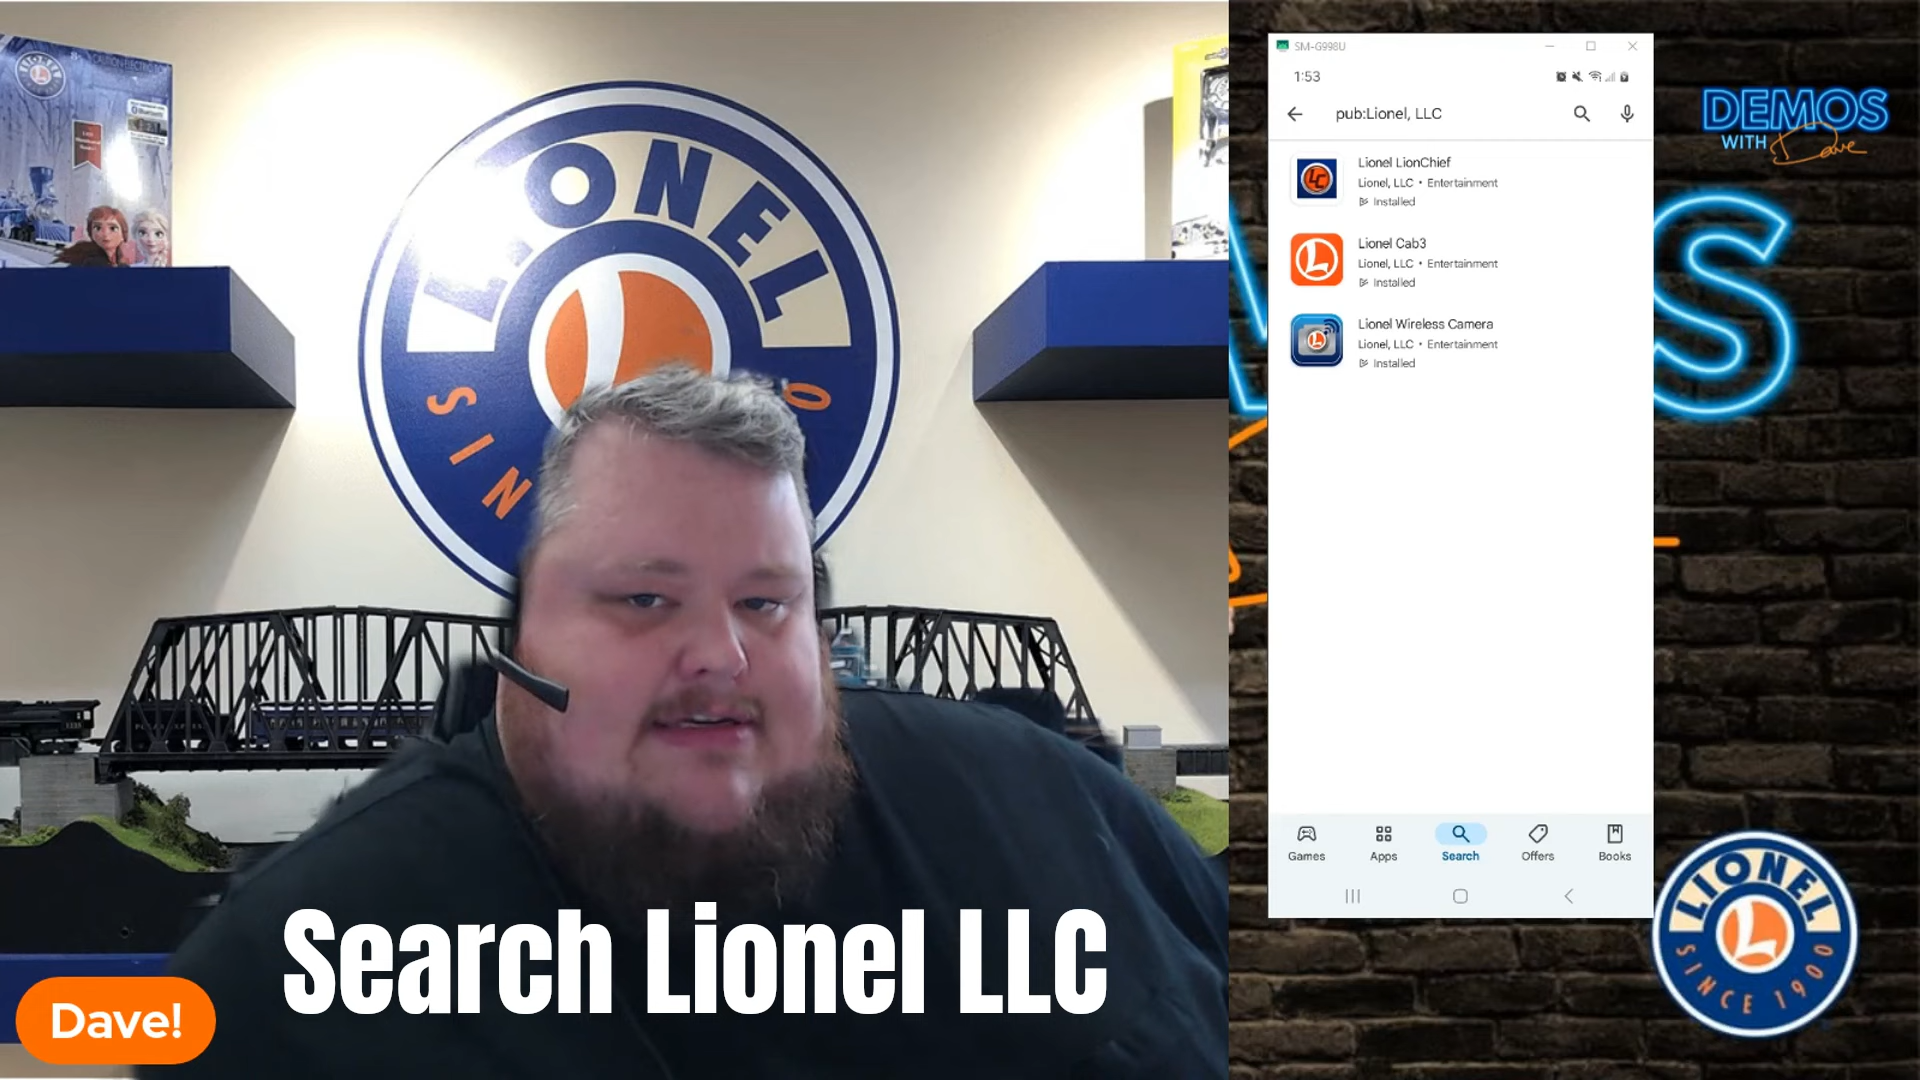 LIONEL
SIN
O
Search Lionel LLC
Dave!
SM-G998U
1:53
pub:Lionel, LLC
Lionel LionChief
Lionel, LLC • Entertainment
Installed
Lionel Cab3
Lionel, LLC • Entertainment
Installed
Lionel Wireless Camera
Lionel, LLC • Entertainment
Installed
Games
Apps
Search
Offers
Books
DEMOS
WITH Dave
S
LIONEL
SINCE 1900